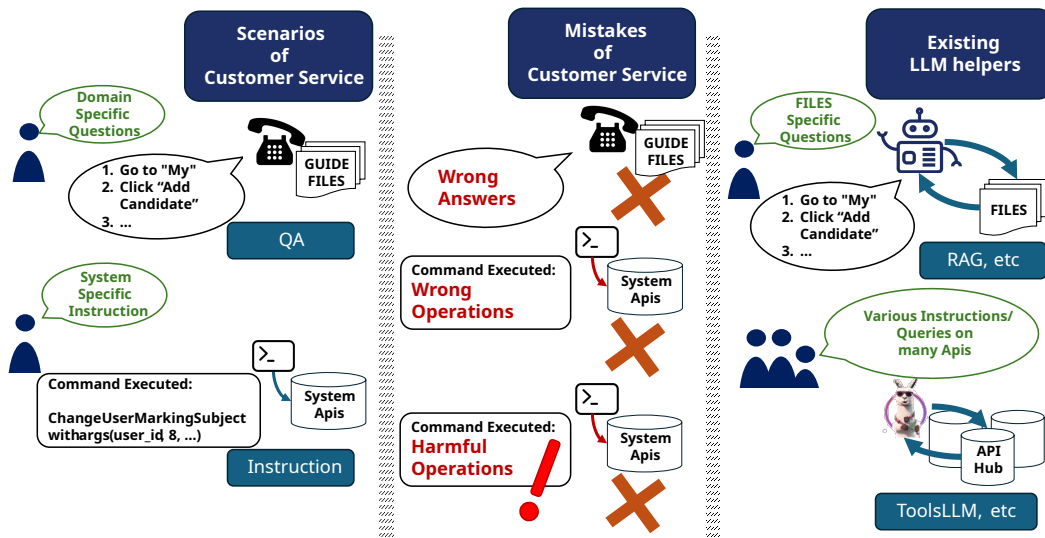 Scenarios
of
Customer Service
Domain
Specific
Questions
1. Go to "My"
2. Click “Add
Candidate”
3. ...
GUIDE
FILES
QA
System
Specific
Instruction
>_
Command Executed:
ChangeUserMarkingSubject
withargs(user_id, 8, ...)
System
Apis
Instruction
Mistakes
of
Customer Service
GUIDE
FILES
Wrong
Answers
>_
Command Executed:
Wrong
Operations
System
Apis
>_
Command Executed:
Harmful
Operations
System
Apis
Existing
LLM helpers
FILES
Specific
Questions
1. Go to "My"
2. Click “Add
Candidate”
3. ...
FILES
RAG, etc
Various Instructions/
Queries on
many Apis
API
Hub
ToolsLLM, etc